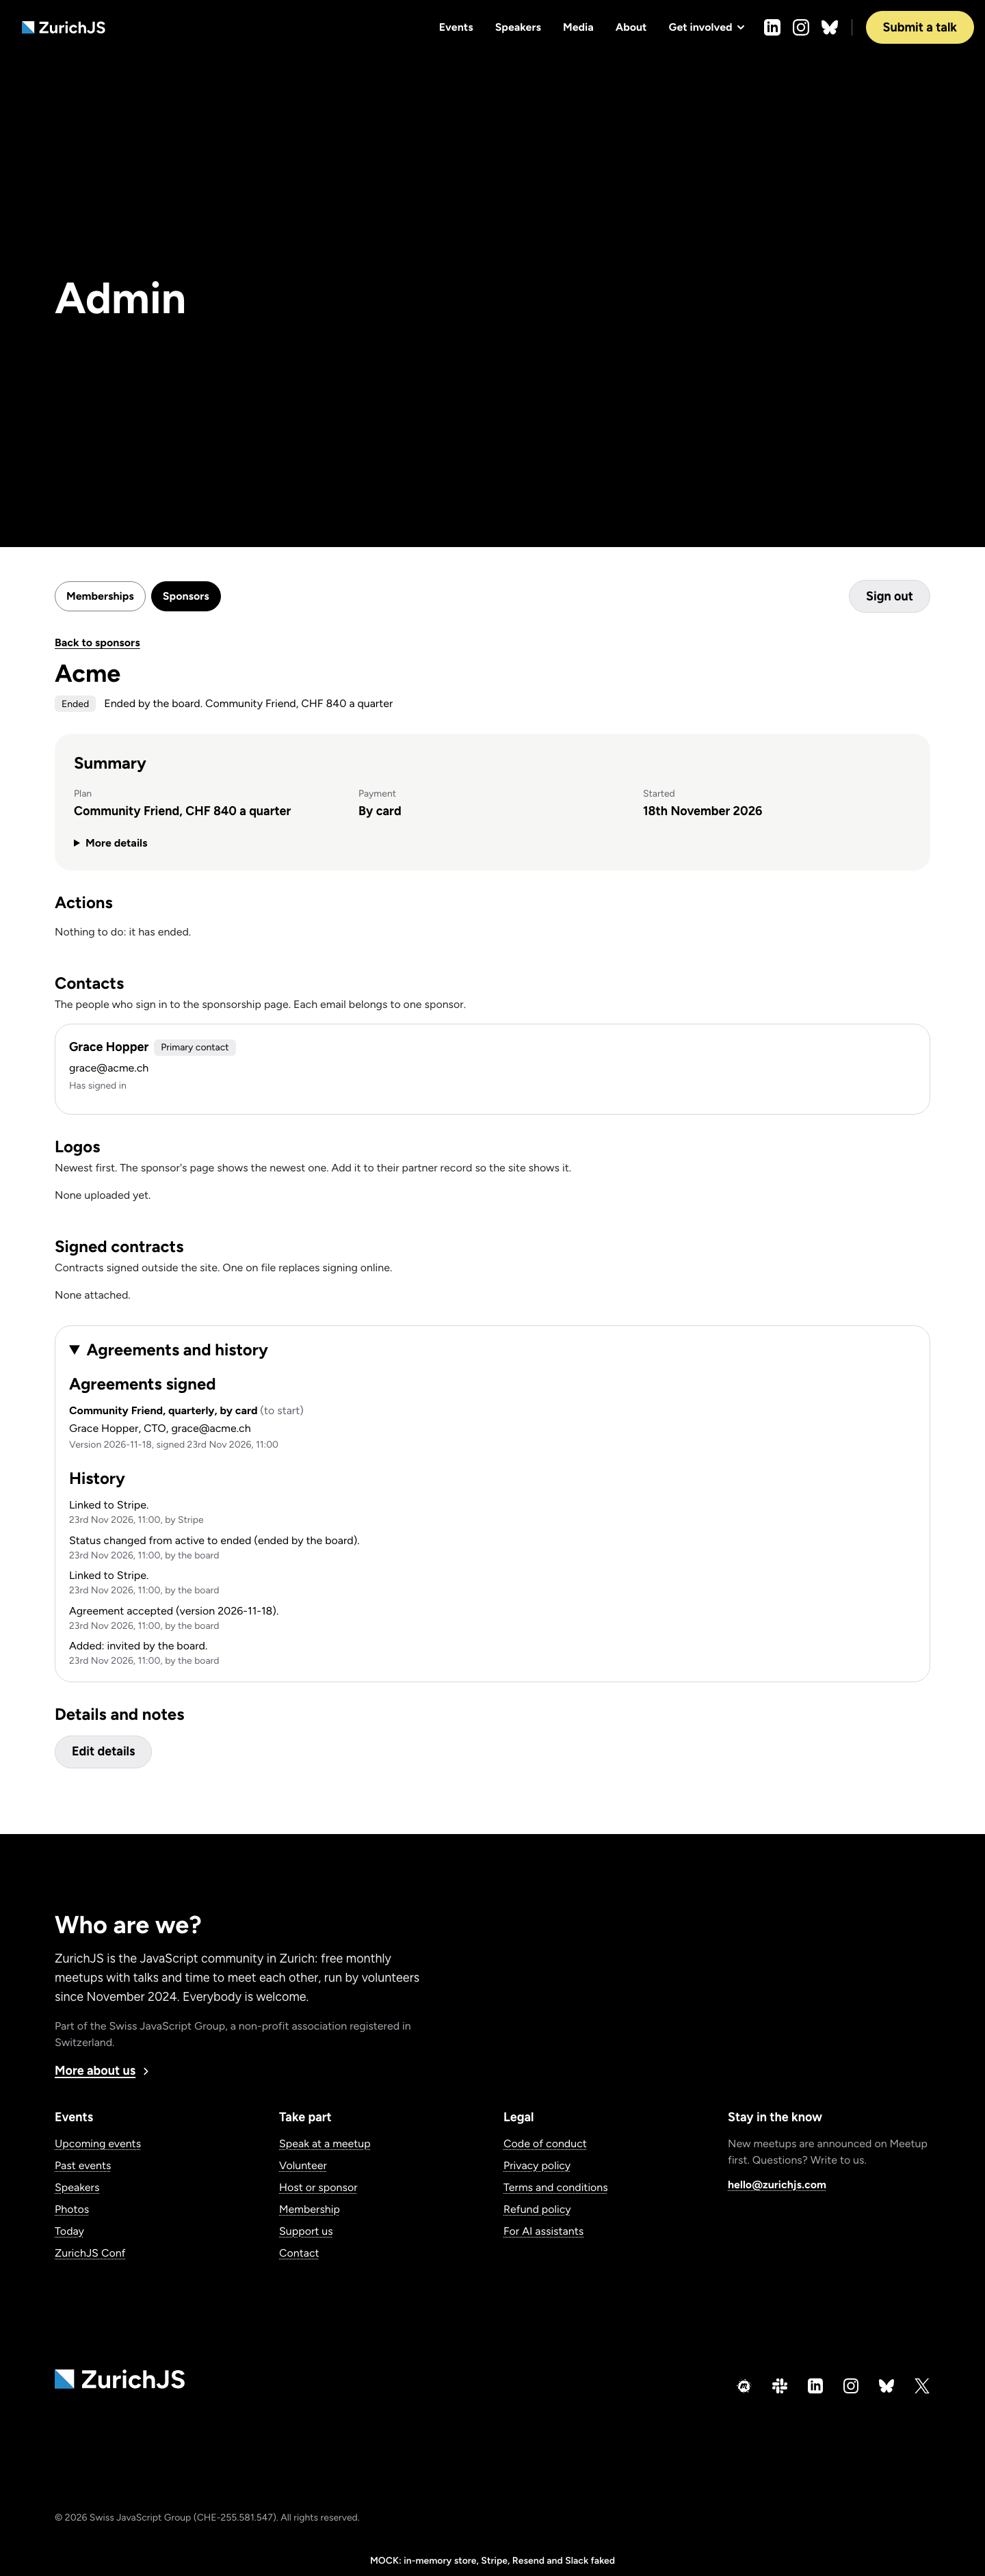 ZurichJS
Events
Speakers
Media
About
Get involved
Submit a talk
Admin
Memberships
Sponsors
Sign out
Back to sponsors
Acme
Ended
Ended by the board. Community Friend, CHF 840 a quarter
Summary
Plan
Community Friend, CHF 840 a quarter
Payment
By card
Started
18th November 2026
More details
Actions
Nothing to do: it has ended.
Contacts
The people who sign in to the sponsorship page. Each email belongs to one sponsor.
Grace Hopper
Primary contact
grace@acme.ch
Has signed in
Logos
Newest first. The sponsor's page shows the newest one. Add it to their partner record so the site shows it.
None uploaded yet.
Signed contracts
Contracts signed outside the site. One on file replaces signing online.
None attached.
Agreements and history
Agreements signed
Community Friend, quarterly, by card (to start)
Grace Hopper, CTO, grace@acme.ch
Version 2026-11-18, signed 23rd Nov 2026, 11:00
History
Linked to Stripe.
23rd Nov 2026, 11:00, by Stripe
Status changed from active to ended (ended by the board).
23rd Nov 2026, 11:00, by the board
Linked to Stripe.
23rd Nov 2026, 11:00, by the board
Agreement accepted (version 2026-11-18).
23rd Nov 2026, 11:00, by the board
Added: invited by the board.
23rd Nov 2026, 11:00, by the board
Details and notes
Edit details
Who are we?
ZurichJS is the JavaScript community in Zurich: free monthly
meetups with talks and time to meet each other, run by volunteers
since November 2024. Everybody is welcome.
Part of the Swiss JavaScript Group, a non-profit association registered in
Switzerland.
More about us
Events
Upcoming events
Past events
Speakers
Photos
Today
ZurichJS Conf
Take part
Speak at a meetup
Volunteer
Host or sponsor
Membership
Support us
Contact
Legal
Code of conduct
Privacy policy
Terms and conditions
Refund policy
For AI assistants
Stay in the know
New meetups are announced on Meetup
first. Questions? Write to us.
hello@zurichjs.com
ZurichJS
© 2026 Swiss JavaScript Group (CHE-255.581.547). All rights reserved.
MOCK: in-memory store, Stripe, Resend and Slack faked